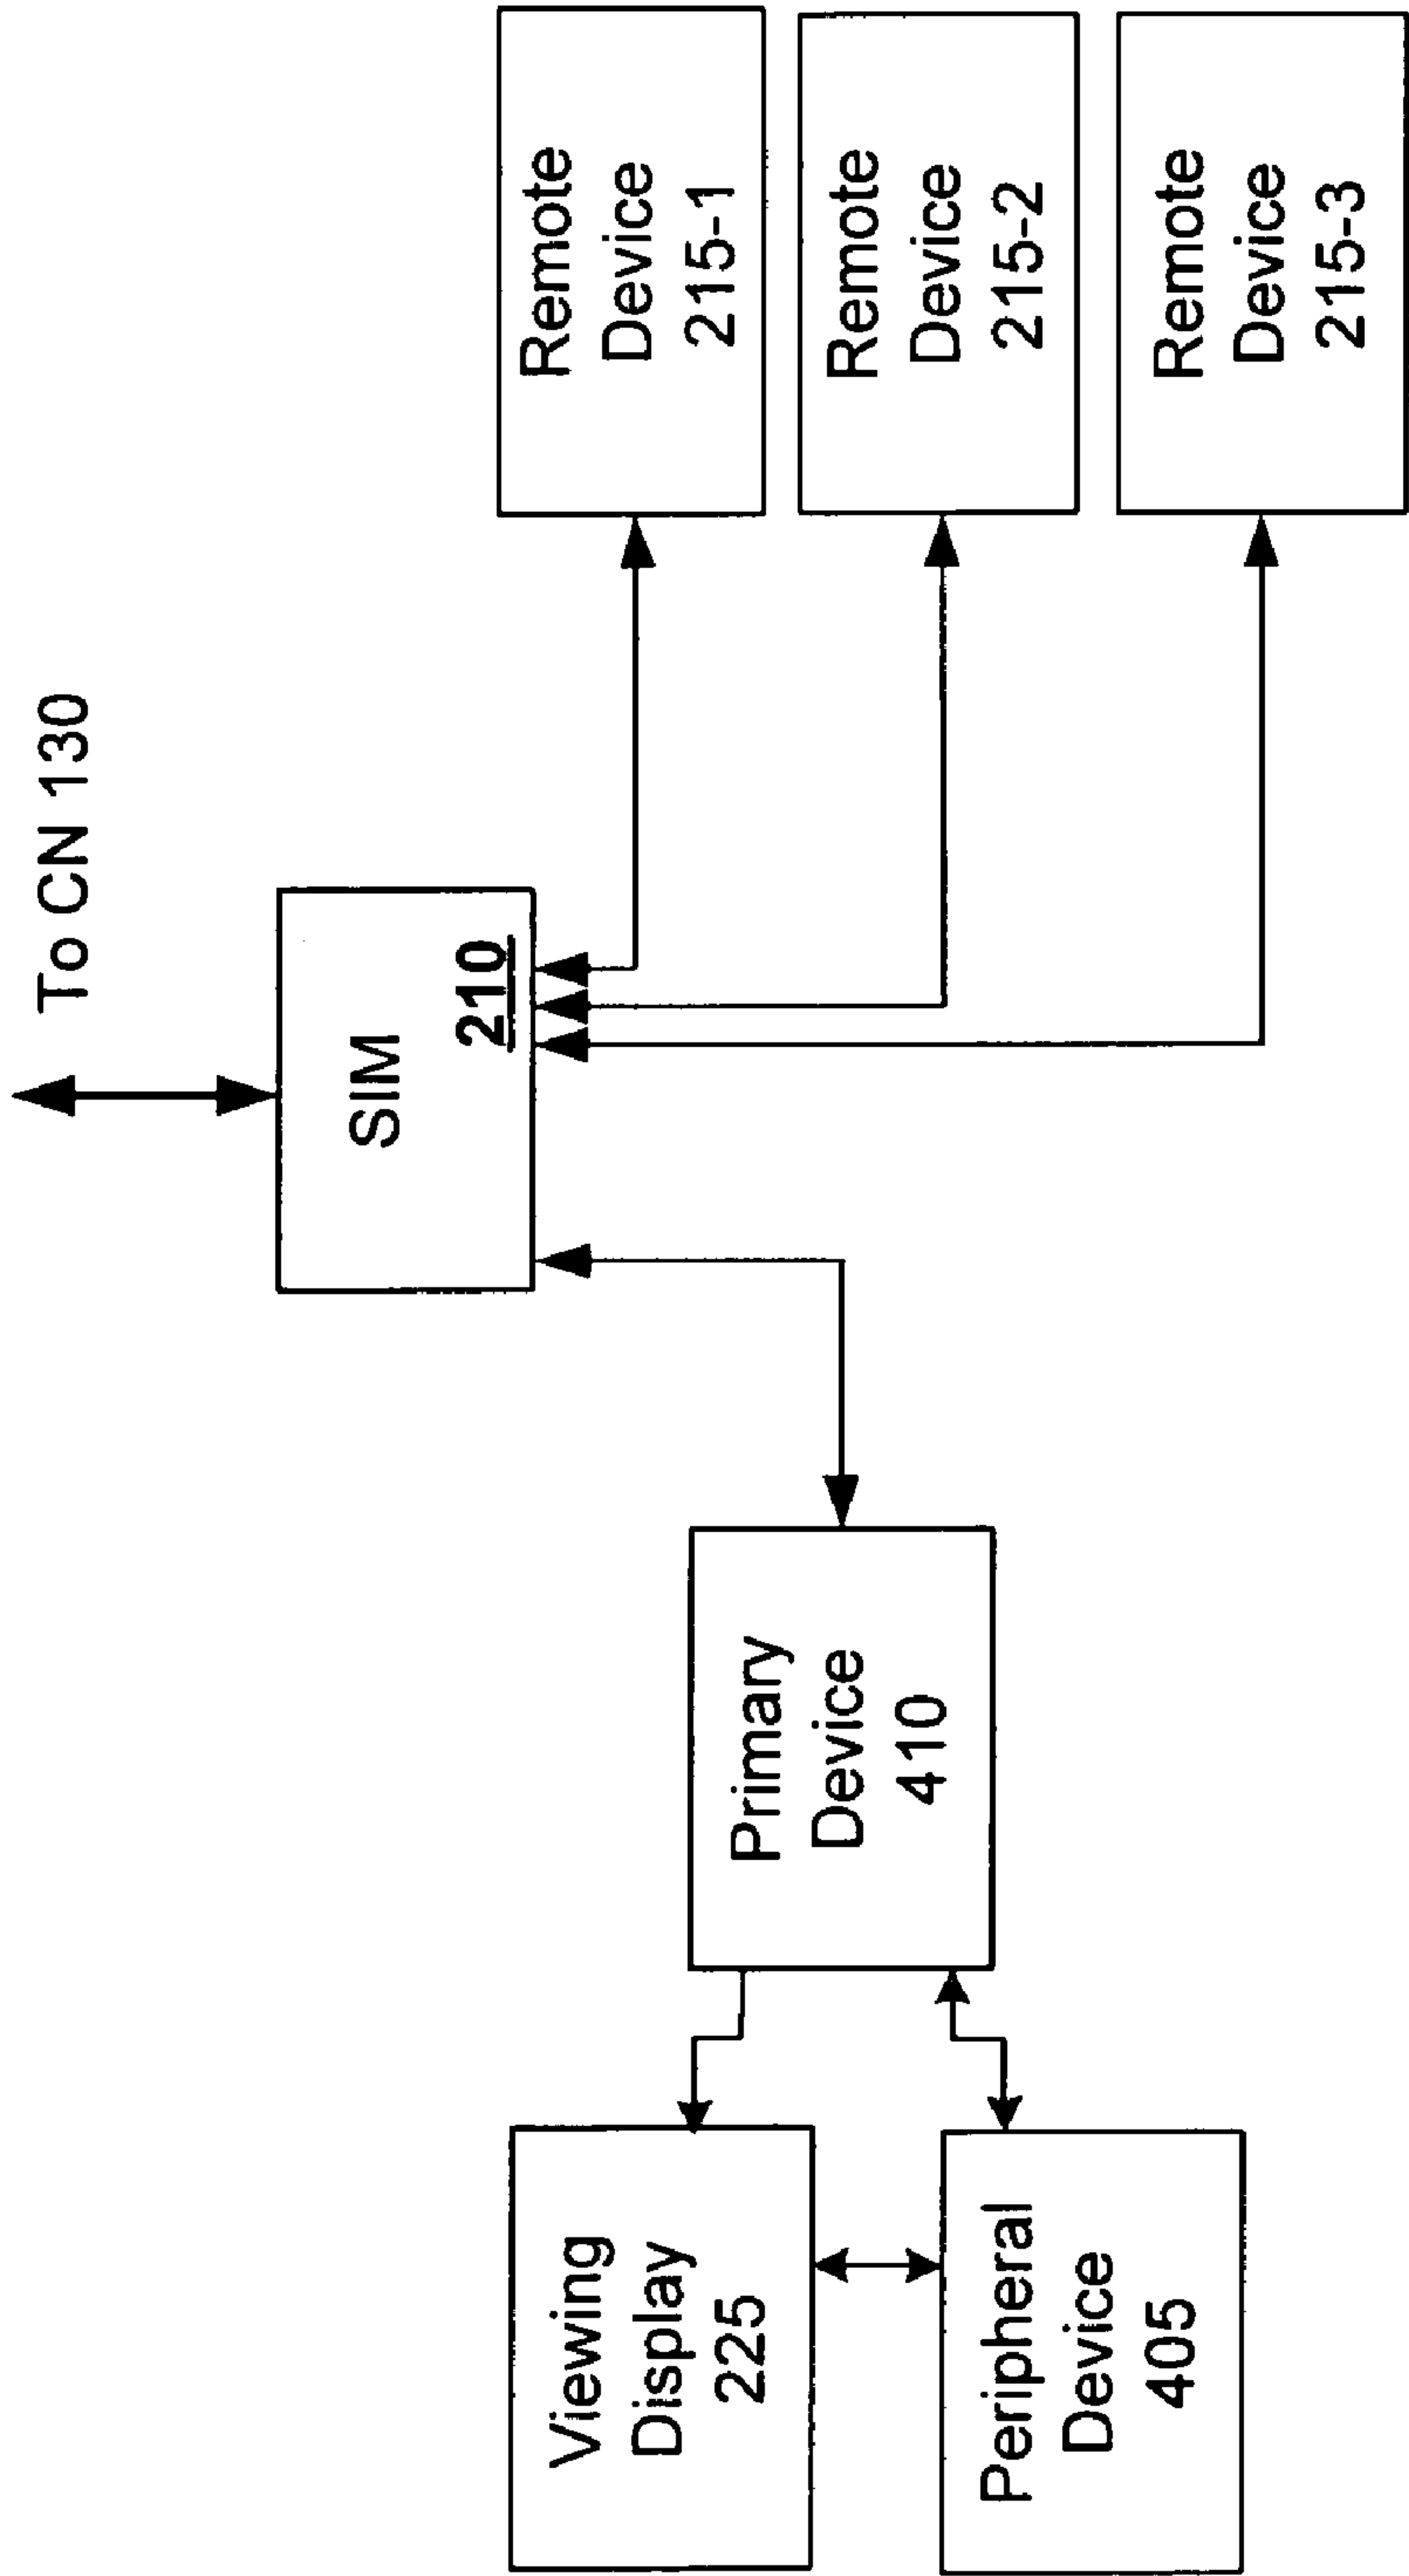 To CN 130
SIM
210
Viewing
Display
225
Peripheral
Device
405
Primary
Device
410
Remote
Device
215-1
Remote
Device
215-2
Remote
Device
215-3